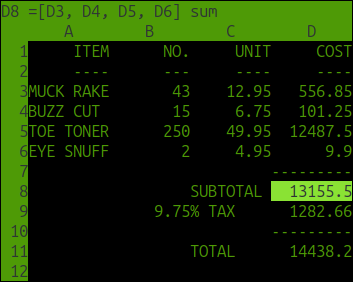 D8 =[D3, D4, D5, D6] sum
A B C D
1 ITEM NO. UNIT COST
2 ---- --- ---- ----
3 MUCK RAKE 43 12.95 556.85
4 BUZZ CUT 15 6.75 101.25
5 TOE TONER 250 49.95 12487.5
6 EYE SNUFF 2 4.95 9.9
7 ---------
8 SUBTOTAL 13155.5
9 9.75% TAX 1282.66
10 ---------
11 TOTAL 14438.2
12